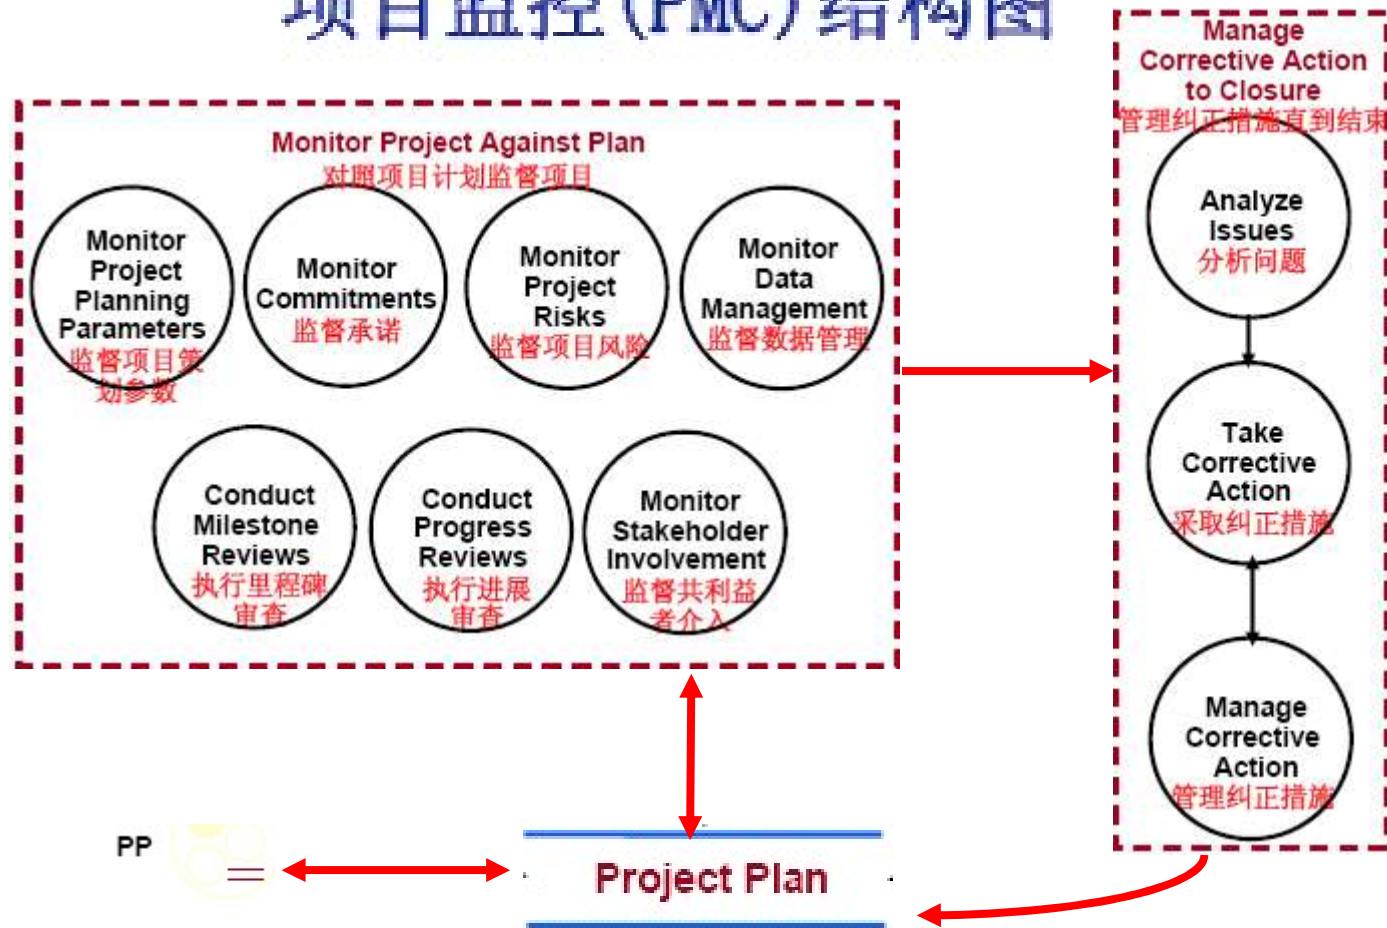 项目监控(PMC)结构图
Monitor Project Against Plan
对照项目计划监督项目
Monitor
Project
Planning
Parameters
监督项目策
划参数
Monitor
Commitments
监督承诺
Monitor
Project
Risks
监督项目风险
Monitor
Data
Management
监督数据管理
Conduct
Milestone
Reviews
执行里程碑
审查
Conduct
Progress
Reviews
执行进展
审查
Monitor
Stakeholder
Involvement
监督共利益
者介入
Manage
Corrective Action
to Closure
管理纠正措施直到结束
Analyze
Issues
分析问题
Take
Corrective
Action
采取纠正措施
Manage
Corrective
Action
管理纠正措施
PP
Project Plan